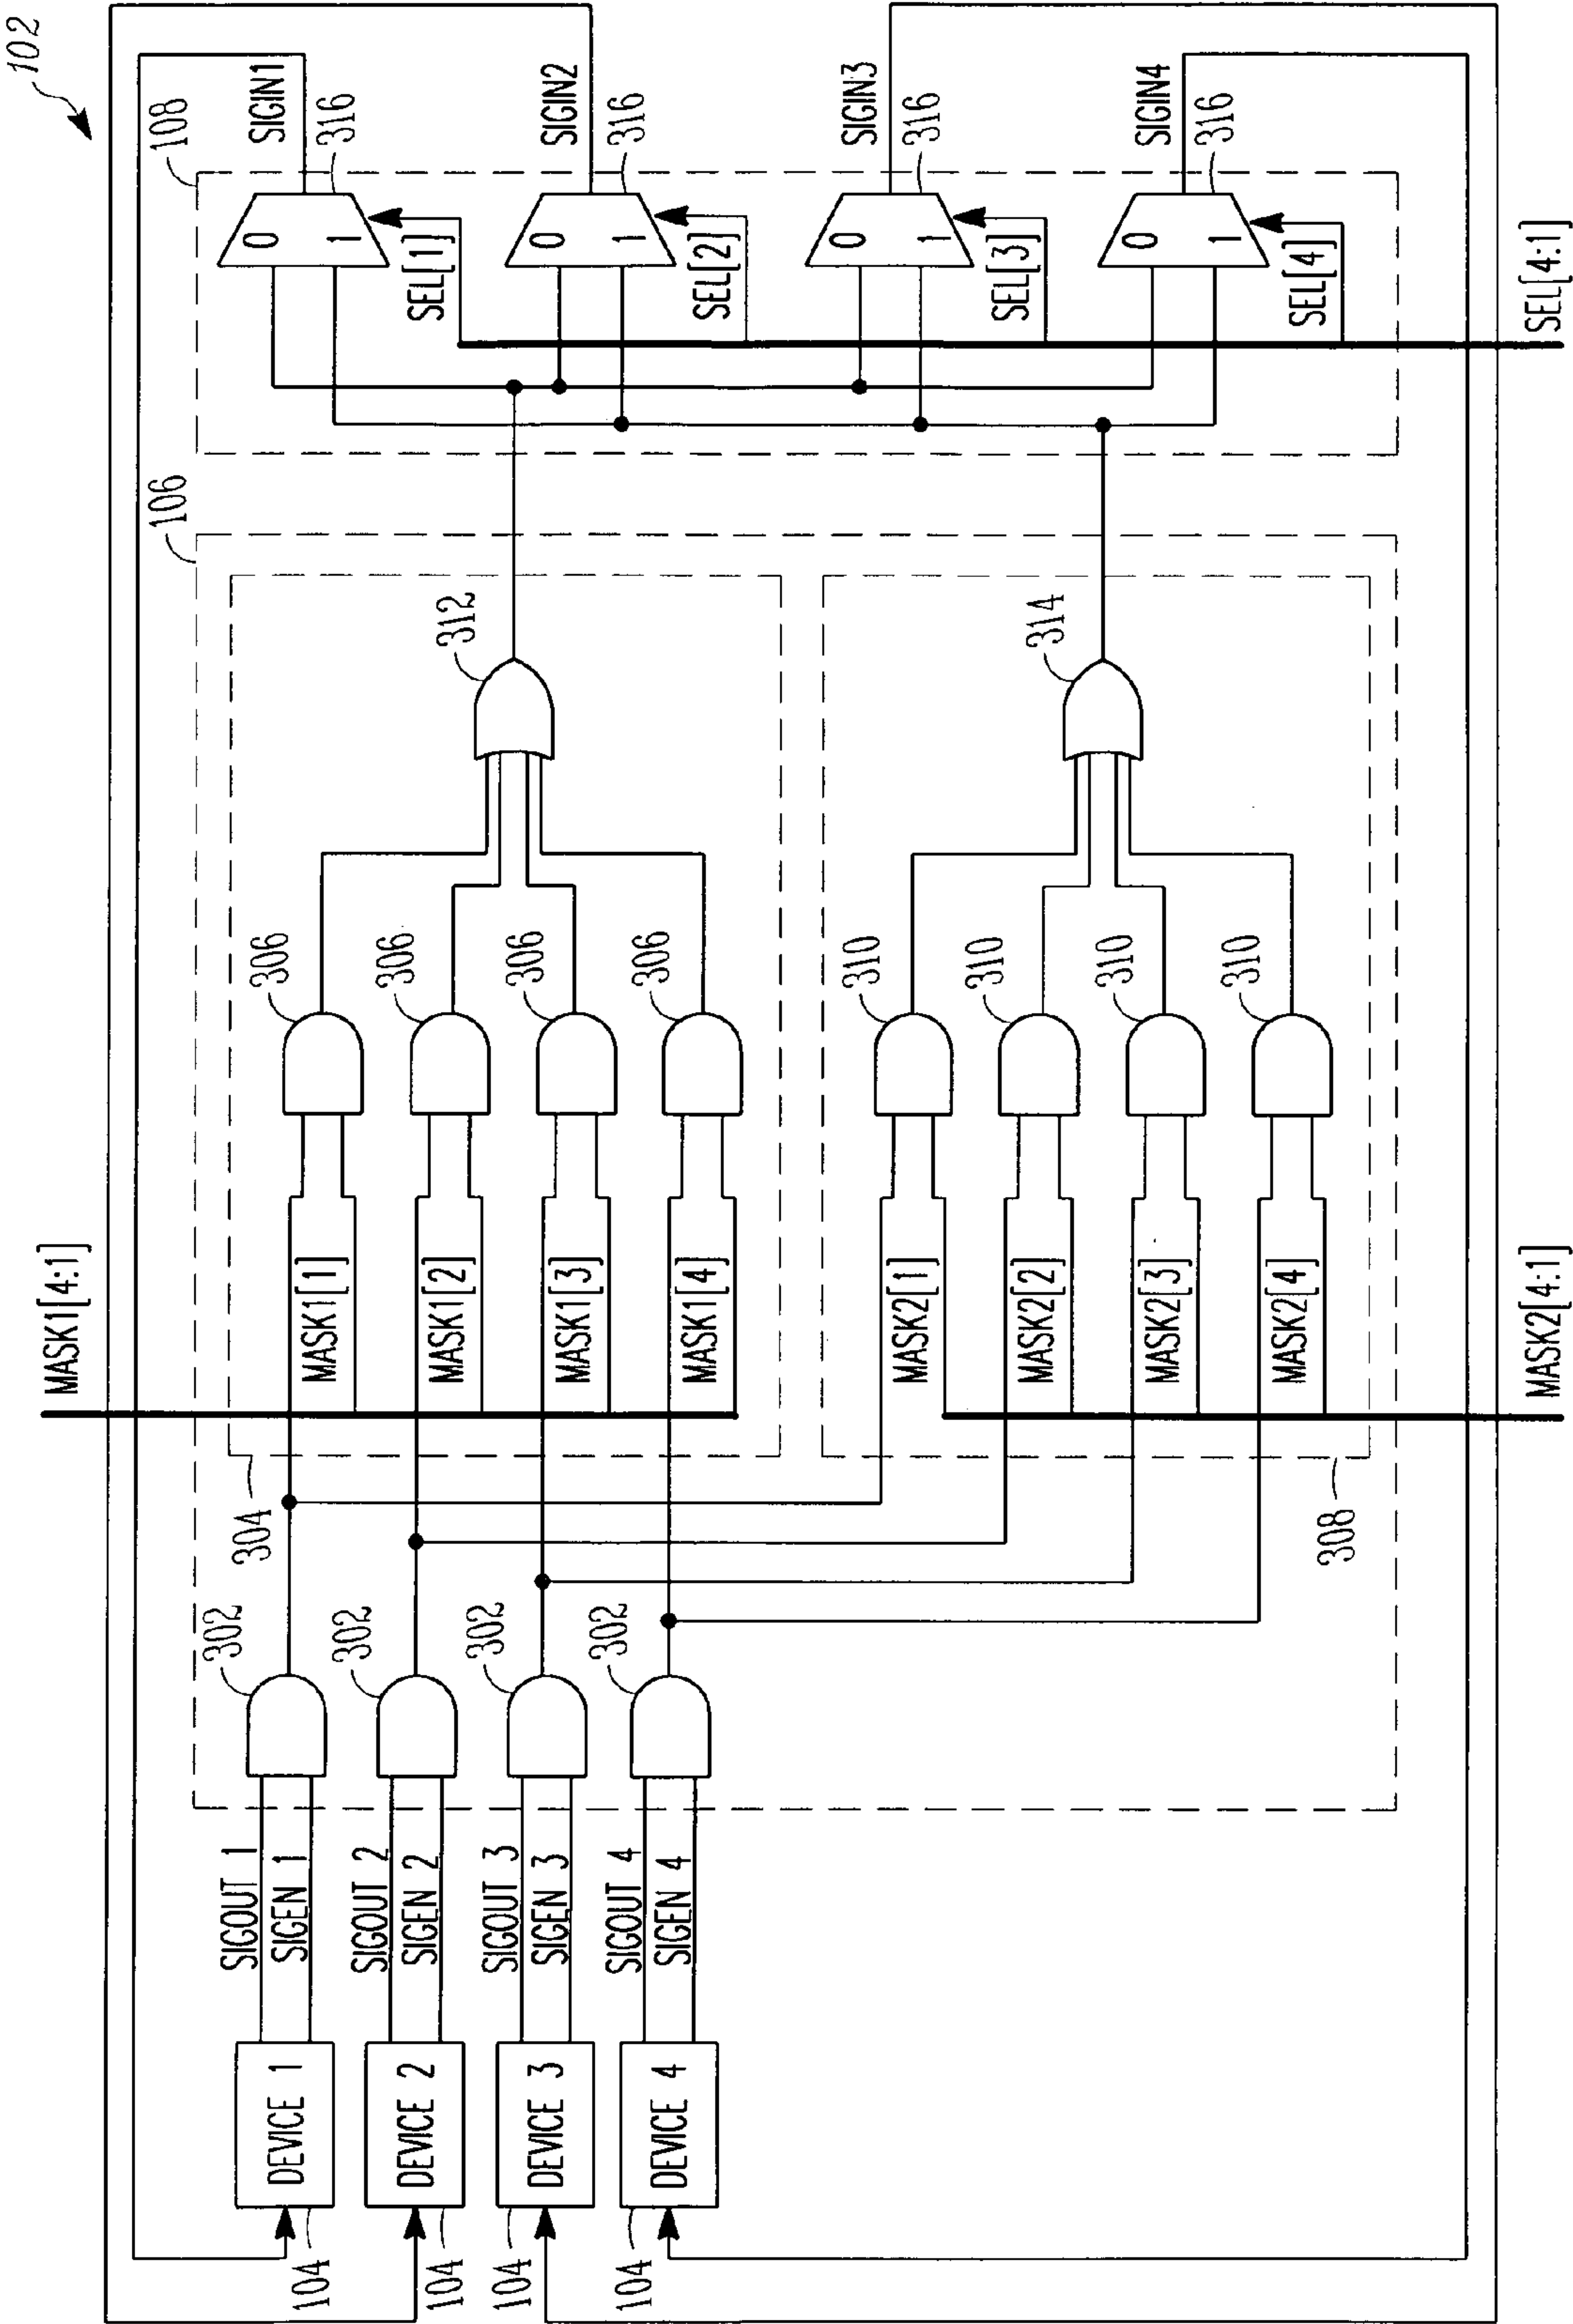 102
MASK1[4:1]
106
108
SIGIN1
316
0
1
SEL[1]
SIGIN2
316
0
1
SEL[2]
SIGIN3
316
0
1
SEL[3]
SIGIN4
316
0
1
SEL[4]
SEL[4:1]
304
302
302
302
302
MASK1[1]
MASK1[2]
MASK1[3]
MASK1[4]
306
306
306
306
312
308
MASK2[1]
MASK2[2]
MASK2[3]
MASK2[4]
310
310
310
310
314
MASK2[4:1]
SIGOUT 1
SIGEN 1
SIGOUT 2
SIGEN 2
SIGOUT 3
SIGEN 3
SIGOUT 4
SIGEN 4
DEVICE 1
DEVICE 2
DEVICE 3
DEVICE 4
104
104
104
104